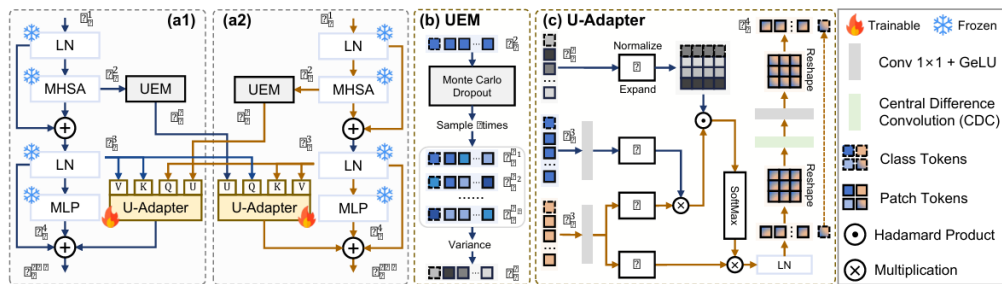 (a1)
LN
MHSA
UEM
LN
V K Q U
MLP
U-Adapter
(a2)
LN
UEM
MHSA
LN
U Q K V
U-Adapter
MLP
(b) UEM
Monte Carlo
Dropout
Sample times
Variance
(c) U-Adapter
Normalize
Expand
SoftMax
LN
Reshape
Reshape
Trainable
Frozen
Conv 1×1 + GeLU
Central Difference
Convolution (CDC)
Class Tokens
Patch Tokens
Hadamard Product
Multiplication